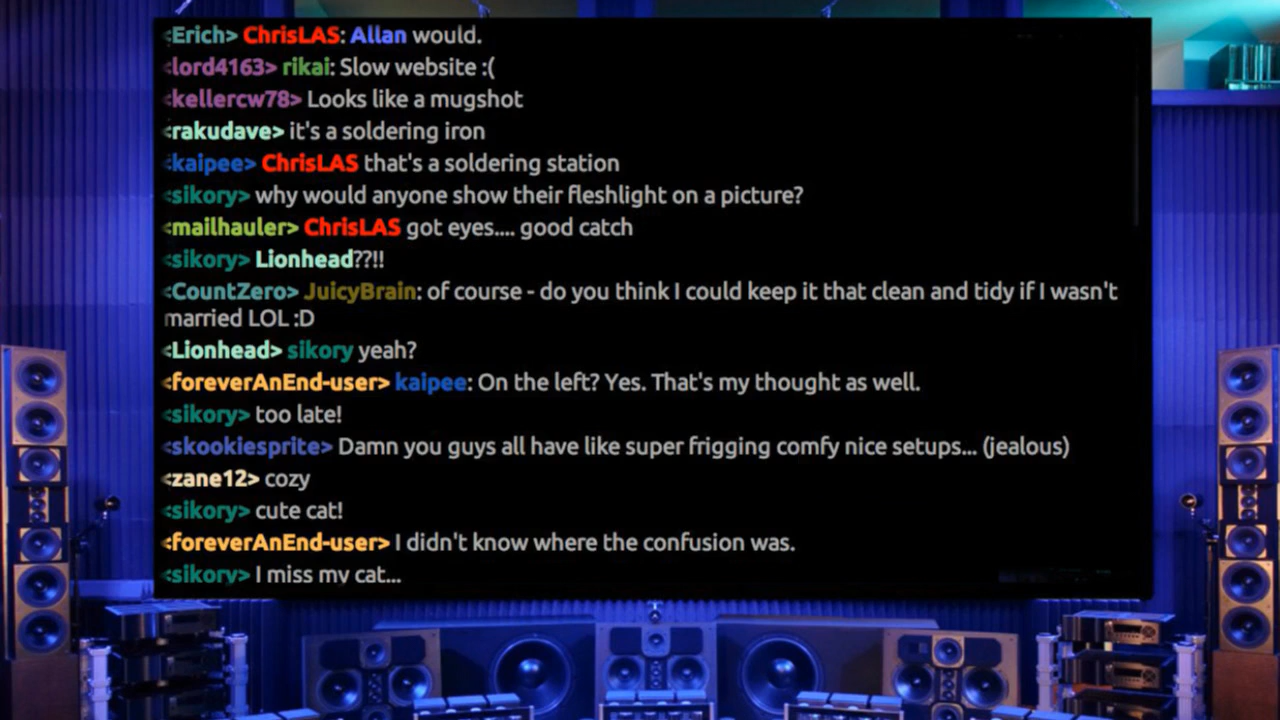 <Erich> ChrisLAS: Allan would.
<lord4163> rikai: Slow website :(
<kellercw78> Looks like a mugshot
<rakudave> it's a soldering iron
<kaipee> ChrisLAS that's a soldering station
<sikory> why would anyone show their fleshlight on a picture?
<mailhauler> ChrisLAS got eyes.... good catch
<sikory> Lionhead??!!
<CountZero> JuicyBrain: of course - do you think I could keep it that clean and tidy if I wasn't
married LOL :D
<Lionhead> sikory yeah?
<foreverAnEnd-user> kaipee: On the left? Yes. That's my thought as well.
<sikory> too late!
<skookiesprite> Damn you guys all have like super frigging comfy nice setups... (jealous)
<zane12> cozy
<sikory> cute cat!
<foreverAnEnd-user> I didn't know where the confusion was.
<sikory> I miss my cat...